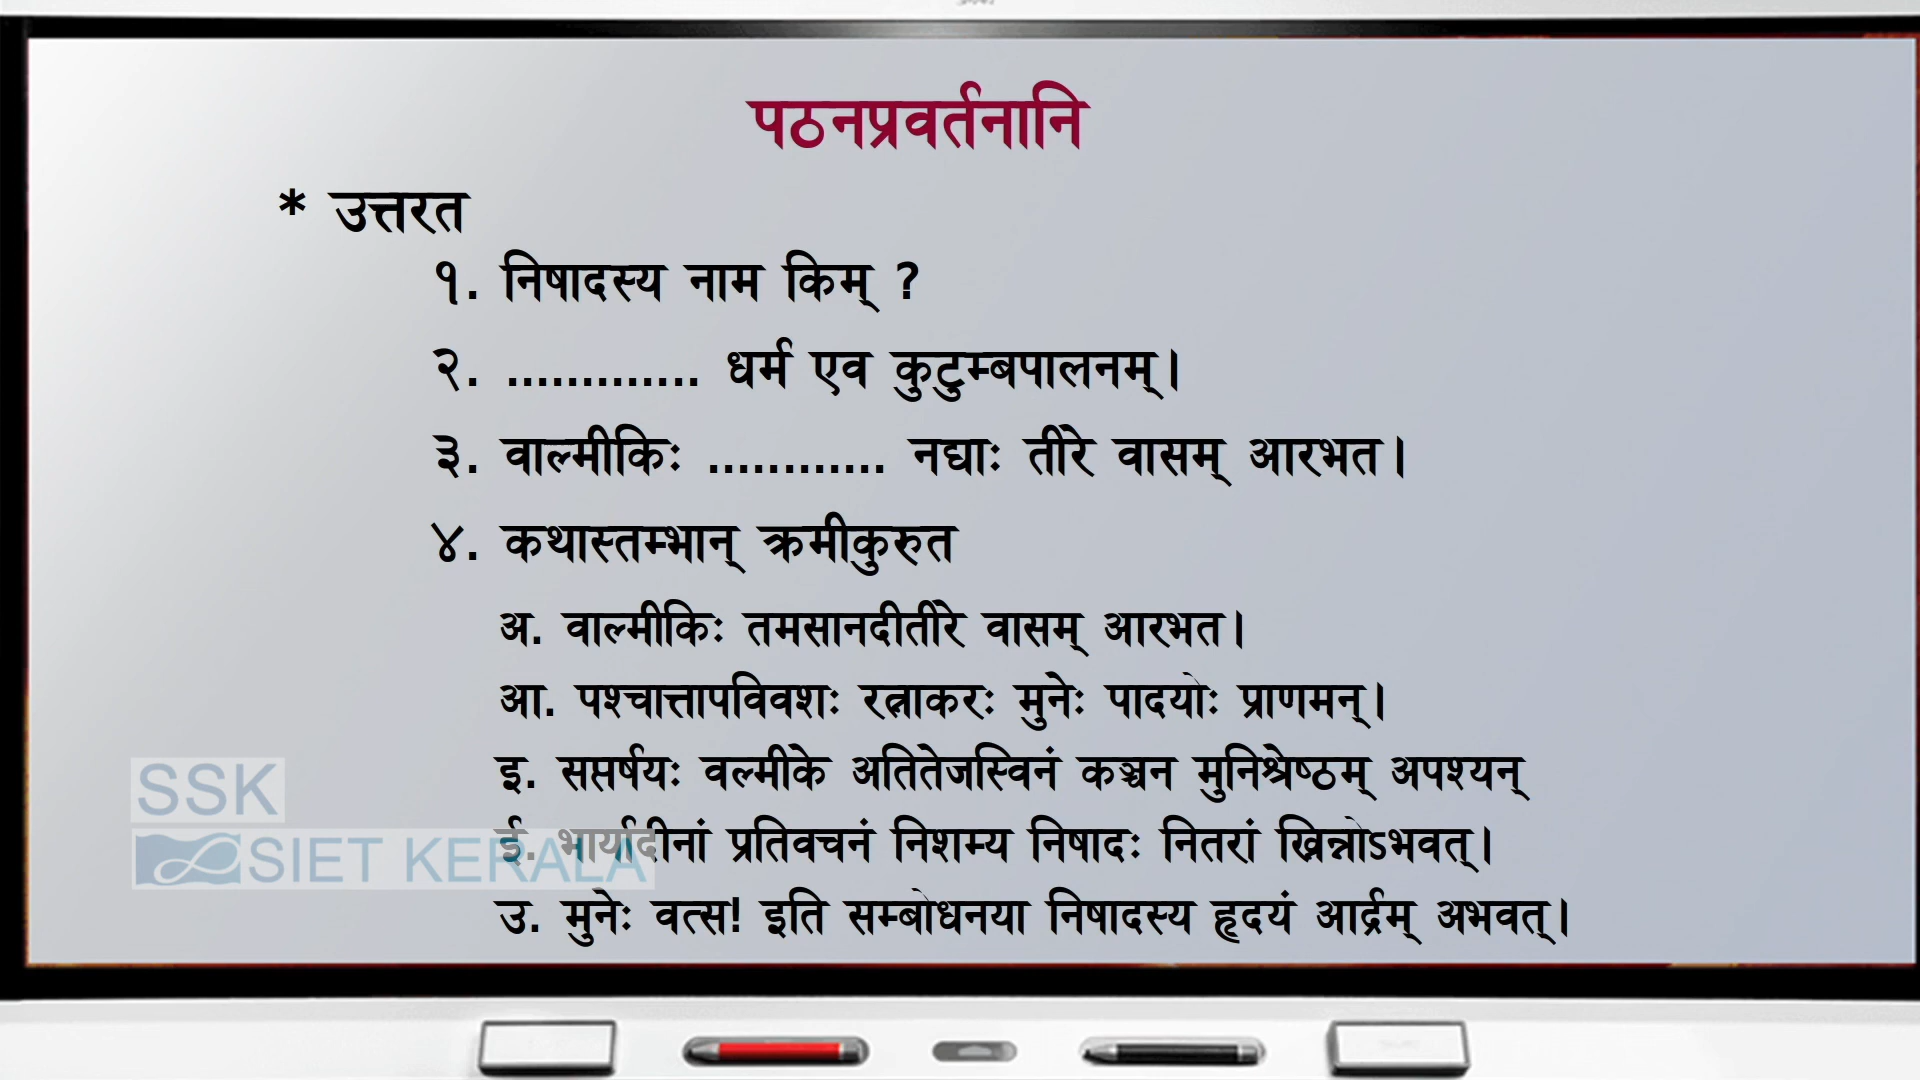 पठनप्रवर्तनानि
* उत्तरत
१. निषादस्य नाम किम् ?
२. ............. धर्म एव कुटुम्बपालनम्।
३. वाल्मीकिः ............ नद्याः तीरे वासम् आरभत।
४. कथास्तम्भान् क्रमीकुरुत
अ. वाल्मीकिः तमसानदीतीरे वासम् आरभत।
आ. पश्चात्तापविवशः रत्नाकरः मुनेः पादयोः प्राणमन्।
इ. सप्तर्षयः वल्मीके अतितेजस्विनं कञ्चन मुनिश्रेष्ठम् अपश्यन्
ई. भार्यादीनां प्रतिवचनं निशम्य निषादः नितरां खिन्नोऽभवत्।
उ. मुनेः वत्स! इति सम्बोधनया निषादस्य हृदयं आर्द्रम् अभवत्।
SSK
SIET KERALA